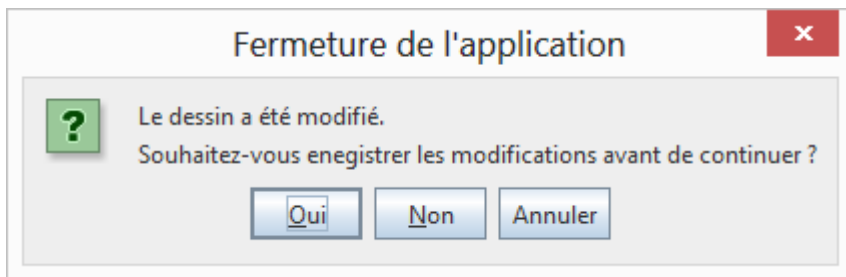 Fermeture de l'application
Le dessin a été modifié.
Souhaitez-vous enegistrer les modifications avant de continuer ?
Oui Non Annuler